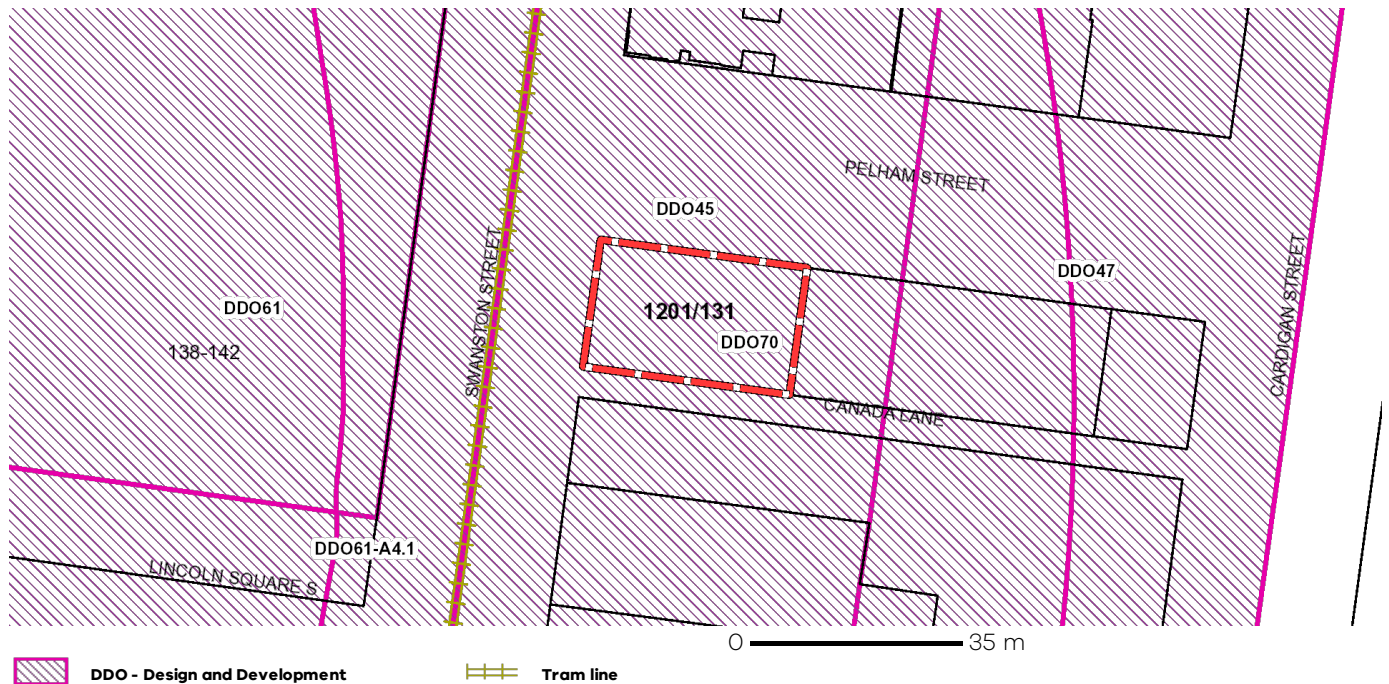 PELHAM STREET
DDO45
SWANSTON STREET
CARDIGAN STREET
DDO47
DDO61
1201/131
DDO70
138-142
CANADA LANE
DDO61-A4.1
LINCOLN SQUARE S
0 35 m
DDO - Design and Development
Tram line